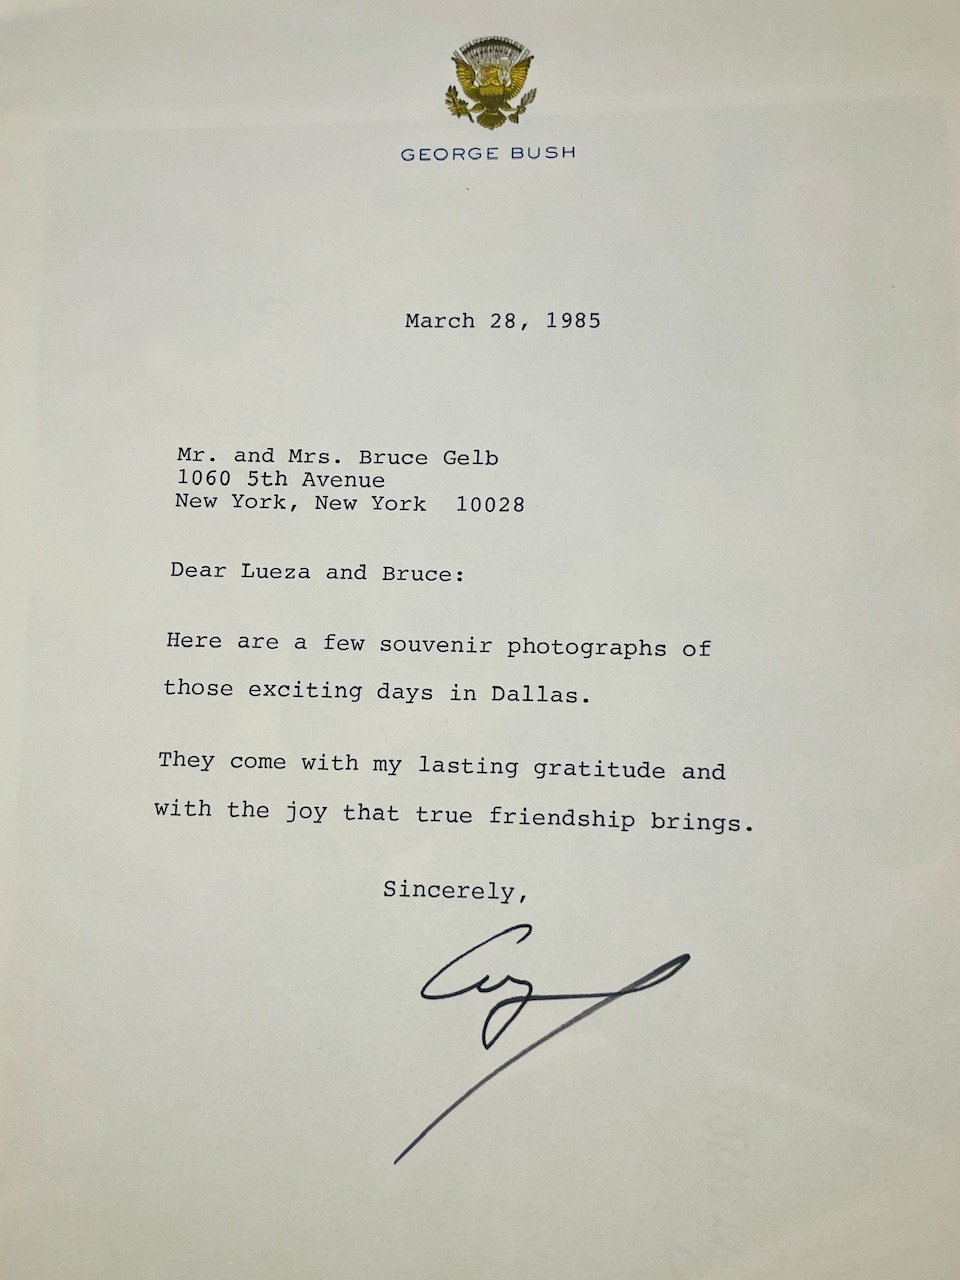 GEORGE BUSH
March 28, 1985
Mr. and Mrs. Bruce Gelb
1060 5th Avenue
New York, New York 10028
Dear Lueza and Bruce:
Here are a few souvenir photographs of
those exciting days in Dallas.
They come with my lasting gratitude and
with the joy that true friendship brings.
Sincerely,